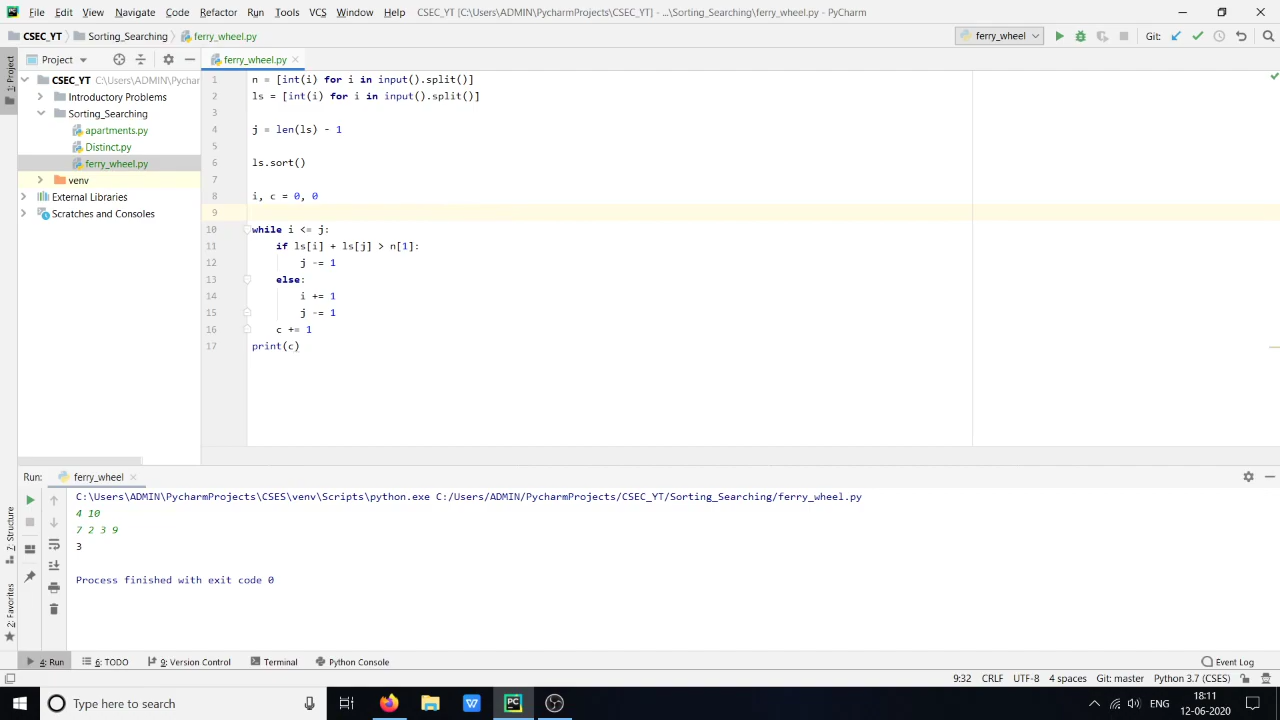 File Edit View Navigate Code Refactor Run Tools VCS Window Help CSEC_YT [C:\Users\ADMIN\PycharmProjects\CSEC_YT] - ...\Sorting_Searching\ferry_wheel.py - PyCharm
CSEC_YT Sorting_Searching ferry_wheel.py ferry_wheel Git:
1: Project
Project
ferry_wheel.py
CSEC_YT C:\Users\ADMIN\Pychar
Introductory Problems
Sorting_Searching
apartments.py
Distinct.py
ferry_wheel.py
venv
External Libraries
Scratches and Consoles
1 n = [int(i) for i in input().split()]
2 ls = [int(i) for i in input().split()]
3
4 j = len(ls) - 1
5
6 ls.sort()
7
8 i, c = 0, 0
9
10 while i <= j:
11 if ls[i] + ls[j] > n[1]:
12 j -= 1
13 else:
14 i += 1
15 j -= 1
16 c += 1
17 print(c)
Run: ferry_wheel
C:\Users\ADMIN\PycharmProjects\CSES\venv\Scripts\python.exe C:/Users/ADMIN/PycharmProjects/CSEC_YT/Sorting_Searching/ferry_wheel.py
4 10
7 2 3 9
3
Process finished with exit code 0
7: Structure
2: Favorites
4: Run 6: TODO 9: Version Control Terminal Python Console Event Log
9:32 CRLF UTF-8 4 spaces Git: master Python 3.7 (CSES)
Type here to search
W
PC
ENG
18:11
12-06-2020